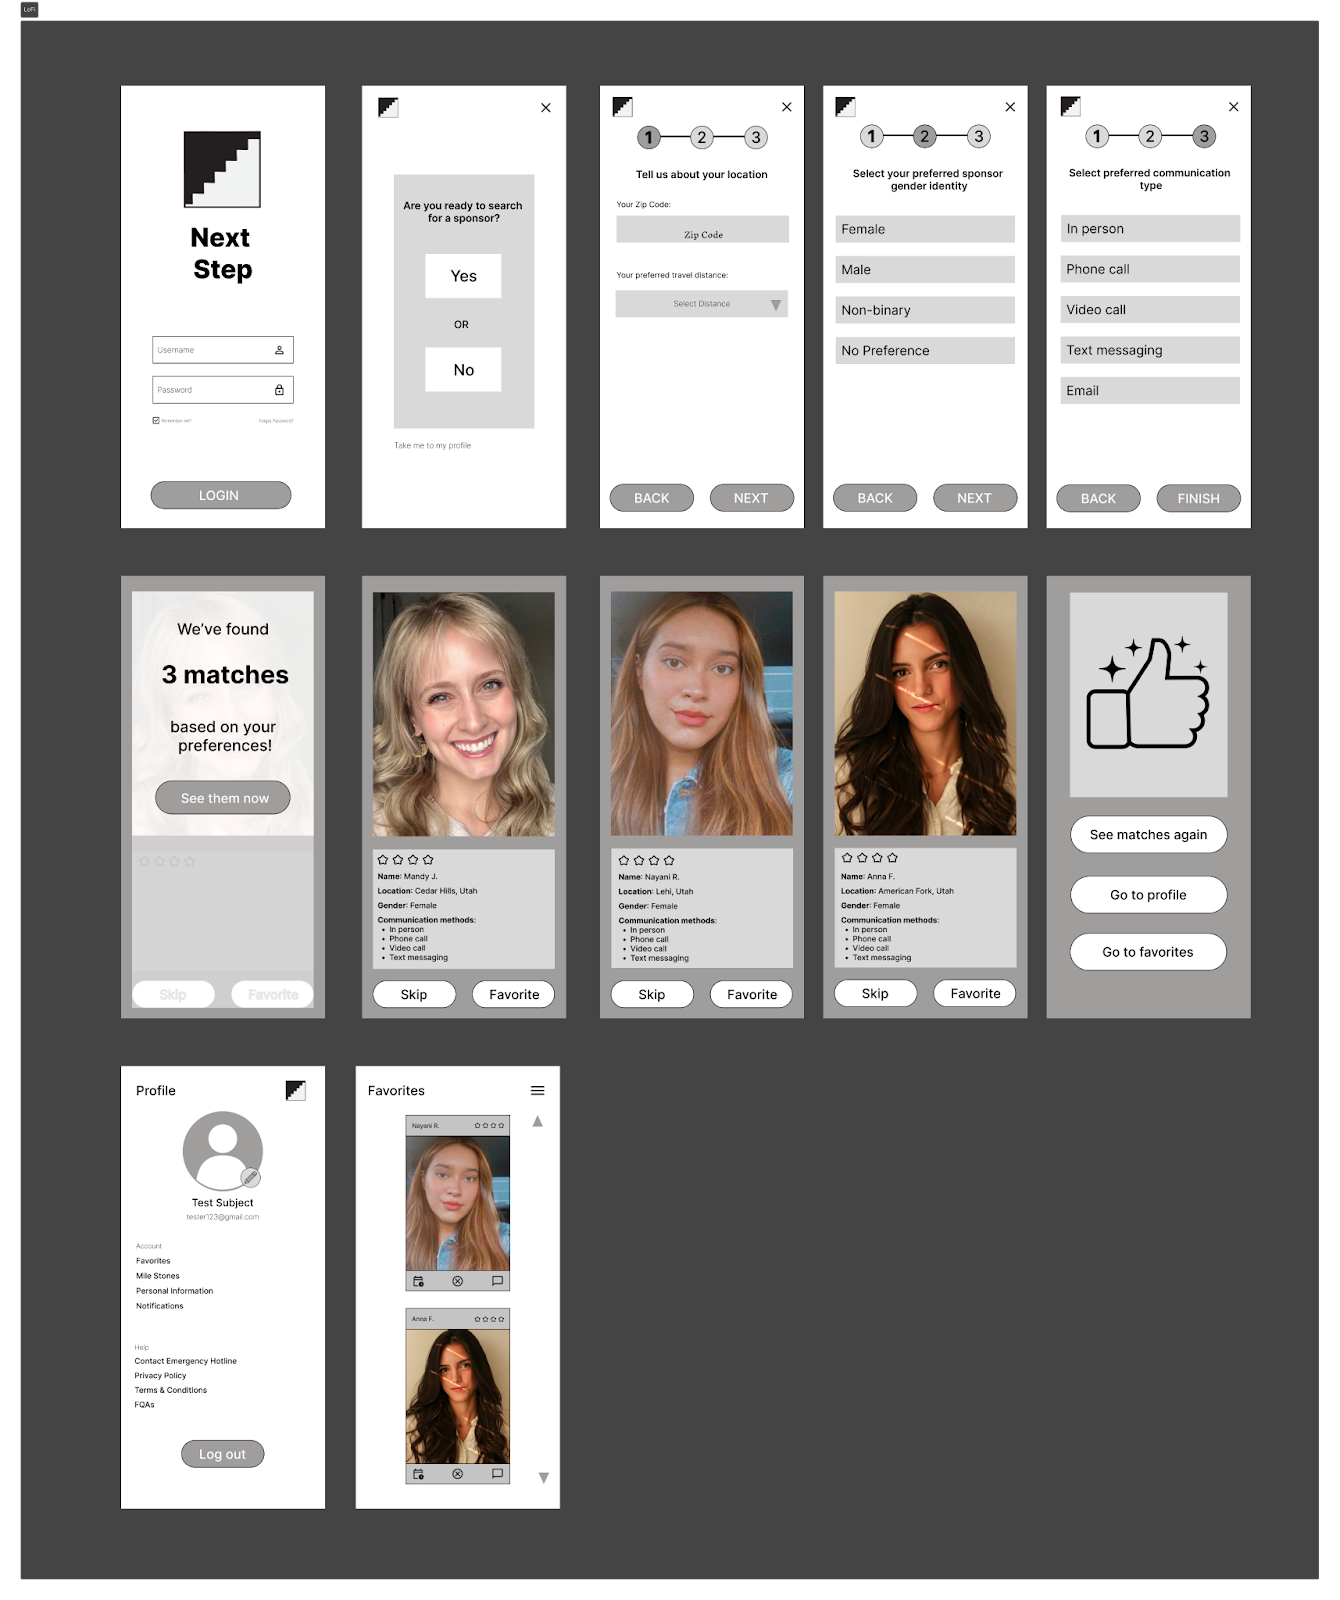 LoFi
Next
Step
Username
Password
Remember me?
Forgot Password?
LOGIN
Are you ready to search
for a sponsor?
Yes
OR
No
Take me to my profile
1
2
3
Tell us about your location
Your Zip Code:
Zip Code
Your preferred travel distance:
Select Distance
BACK
NEXT
1
2
3
Select your preferred sponsor
gender identity
Female
Male
Non-binary
No Preference
BACK
NEXT
1
2
3
Select preferred communication
type
In person
Phone call
Video call
Text messaging
Email
BACK
FINISH
We've found
3 matches
based on your
preferences!
See them now
Skip
Favorite
Name: Mandy J.
Location: Cedar Hills, Utah
Gender: Female
Communication methods:
• In person
• Phone call
• Video call
• Text messaging
Skip
Favorite
Name: Nayani R.
Location: Lehi, Utah
Gender: Female
Communication methods:
• In person
• Phone call
• Video call
• Text messaging
Skip
Favorite
Name: Anna F.
Location: American Fork, Utah
Gender: Female
Communication methods:
• In person
• Phone call
• Video call
• Text messaging
Skip
Favorite
See matches again
Go to profile
Go to favorites
Profile
Test Subject
tester123@gmail.com
Account
Favorites
Mile Stones
Personal Information
Notifications
Help
Contact Emergency Hotline
Privacy Policy
Terms & Conditions
FQAs
Log out
Favorites
Nayani R.
Anna F.